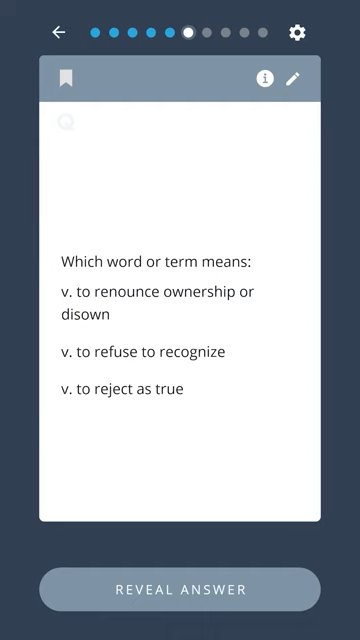 Which word or term means:
v. to renounce ownership or
disown
v. to refuse to recognize
v. to reject as true
REVEAL ANSWER